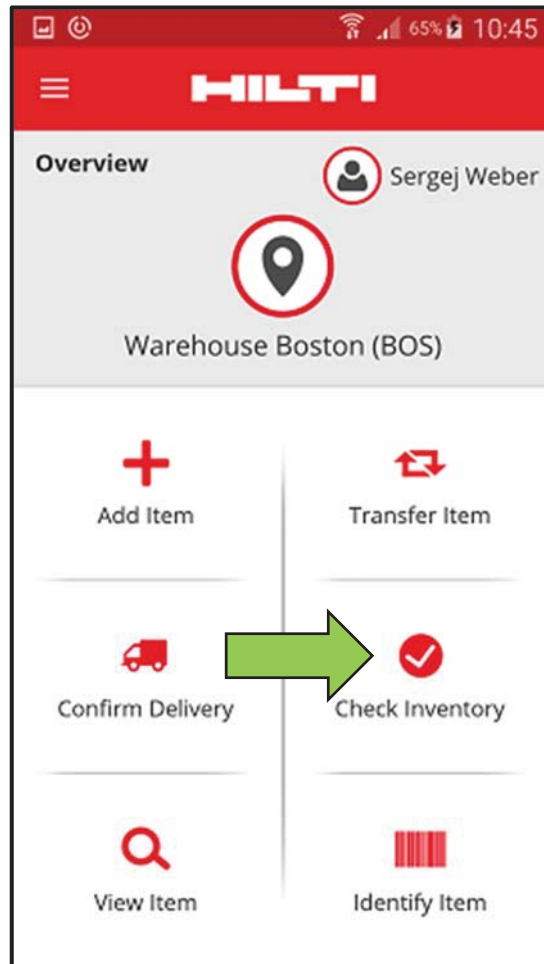 65% 10:45
HILTI
Overview
Sergej Weber
Warehouse Boston (BOS)
Add Item
Transfer Item
Confirm Delivery
Check Inventory
View Item
Identify Item